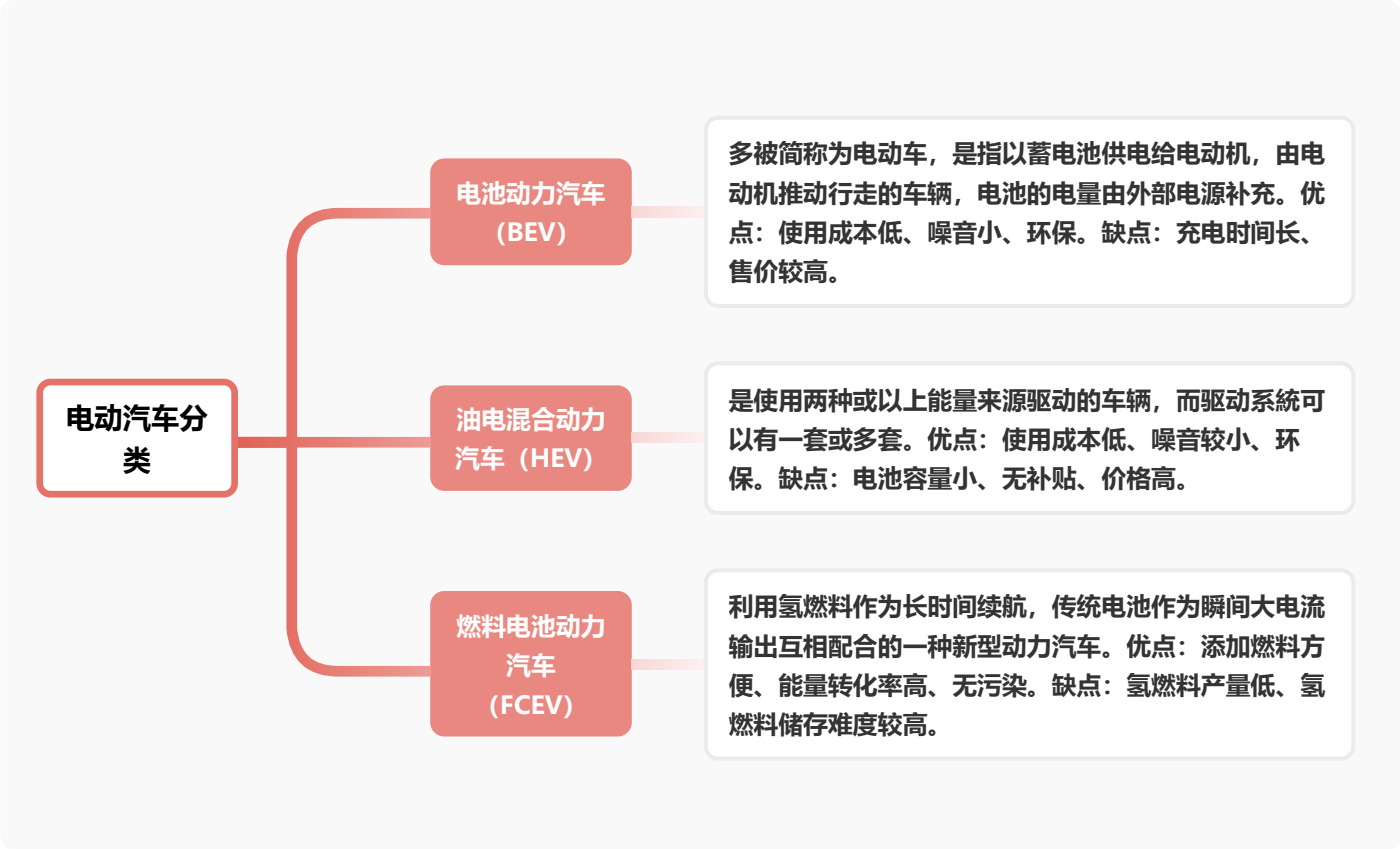 电动汽车分
类
电池动力汽车
（BEV）
多被简称为电动车，是指以蓄电池供电给电动机，由电
动机推动行走的车辆，电池的电量由外部电源补充。优
点：使用成本低、噪音小、环保。缺点：充电时间长、
售价较高。
油电混合动力
汽车（HEV）
是使用两种或以上能量来源驱动的车辆，而驱动系統可
以有一套或多套。优点：使用成本低、噪音较小、环
保。缺点：电池容量小、无补贴、价格高。
燃料电池动力
汽车
（FCEV）
利用氢燃料作为长时间续航，传统电池作为瞬间大电流
输出互相配合的一种新型动力汽车。优点：添加燃料方
便、能量转化率高、无污染。缺点：氢燃料产量低、氢
燃料储存难度较高。